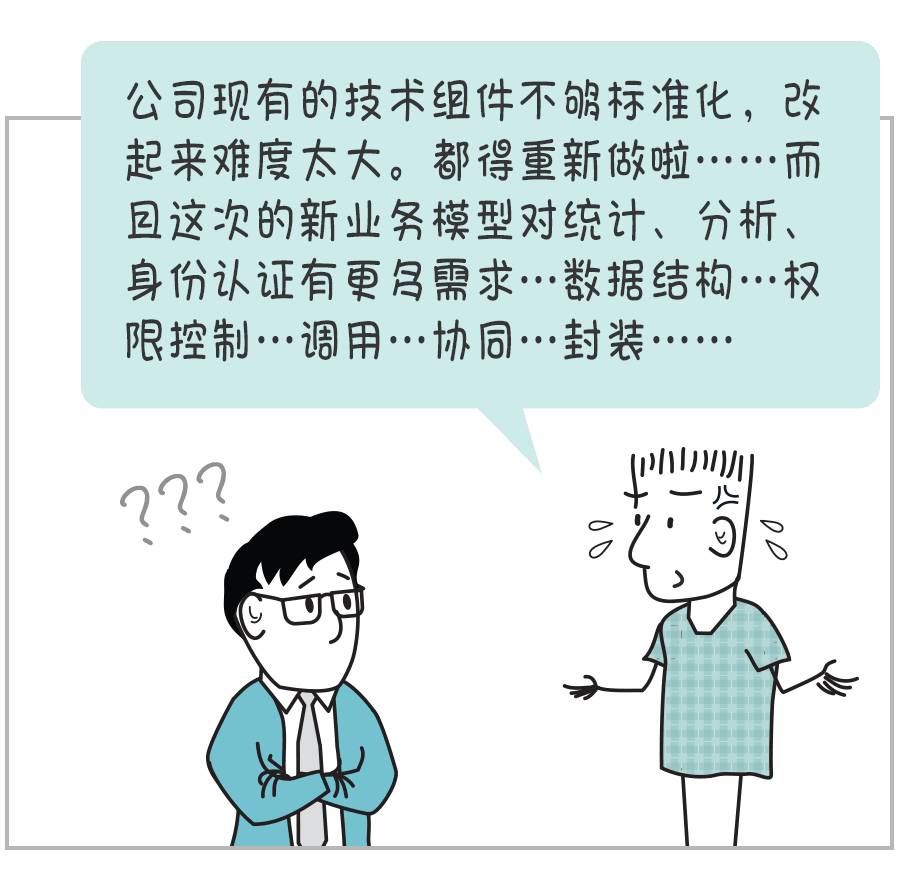 公司现有的技术组件不够标准化，改
起来难度太大。都得重新做啦……而
且这次的新业务模型对统计、分析、
身份认证有更多需求…数据结构…权
限控制…调用…协同…封装……
???